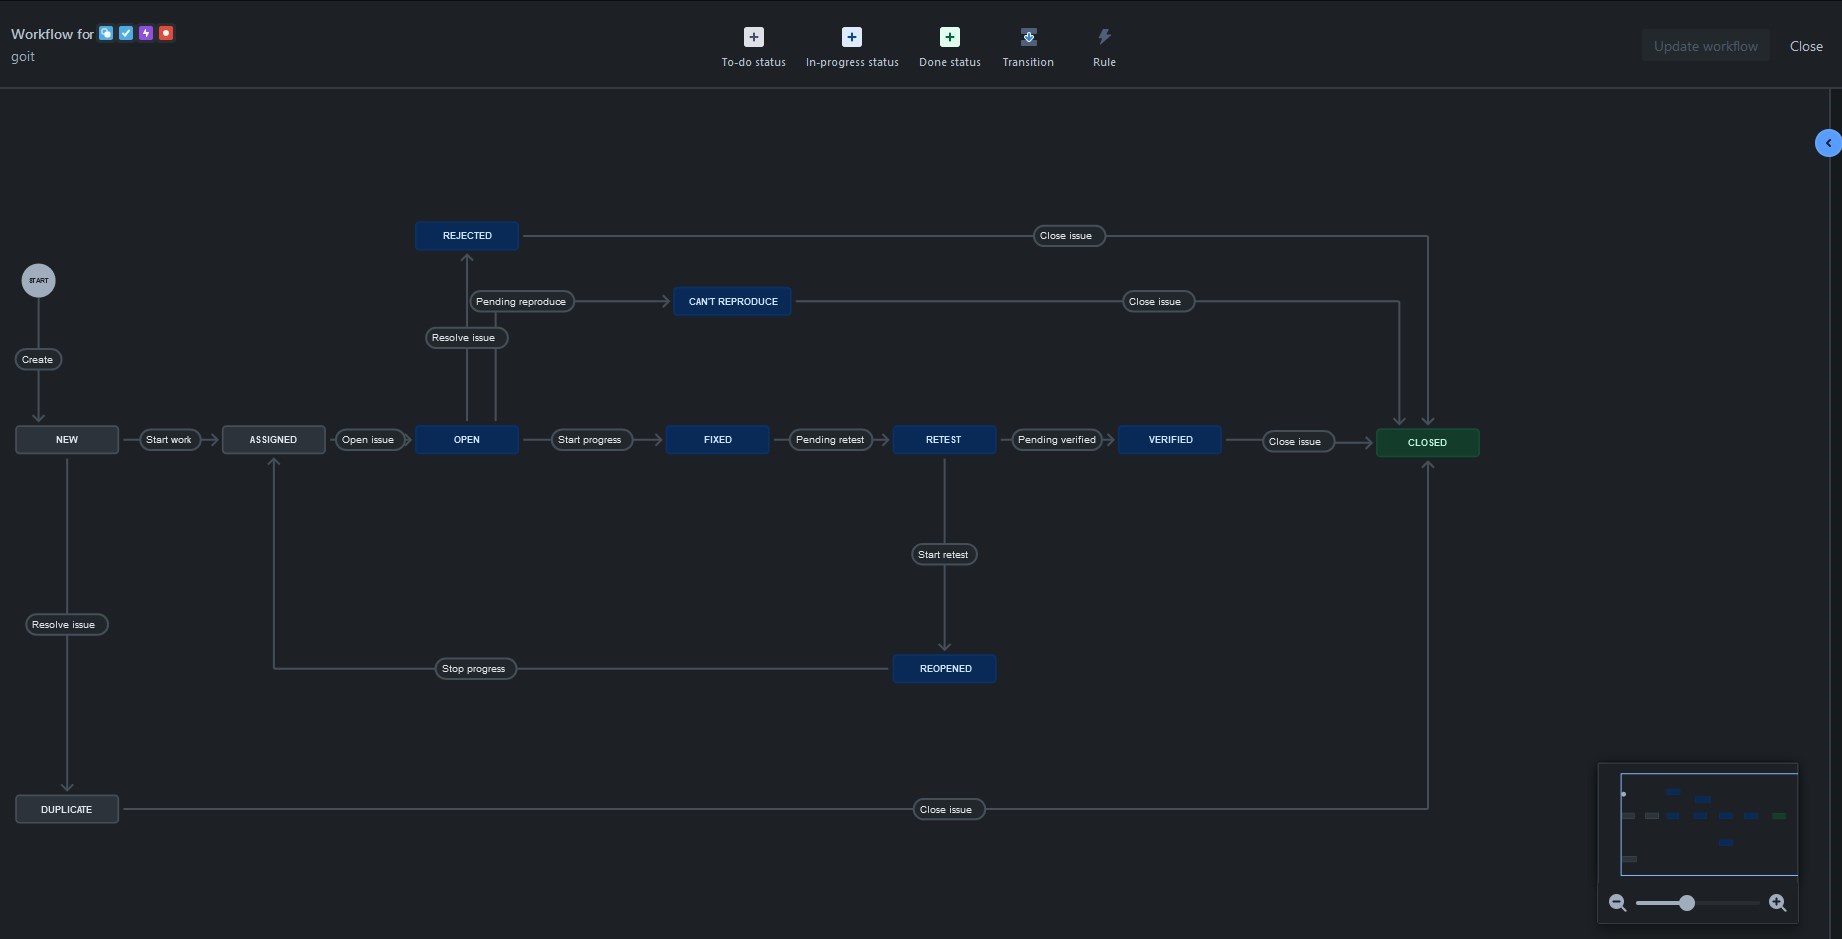 Workflow for
goit
To-do status
In-progress status
Done status
Transition
Rule
Update workflow
Close
REJECTED
Close issue
START
Pending reproduce
CAN'T REPRODUCE
Close issue
Resolve issue
Create
NEW
Start work
ASSIGNED
Open issue
OPEN
Start progress
FIXED
Pending retest
RETEST
Pending verified
VERIFIED
Close issue
CLOSED
Start retest
Resolve issue
Stop progress
REOPENED
DUPLICATE
Close issue